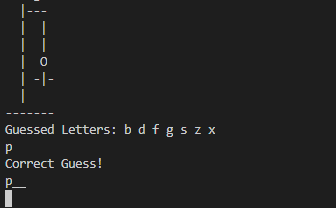 Guessed Letters: b d f g s z x
p
Correct Guess!
p__